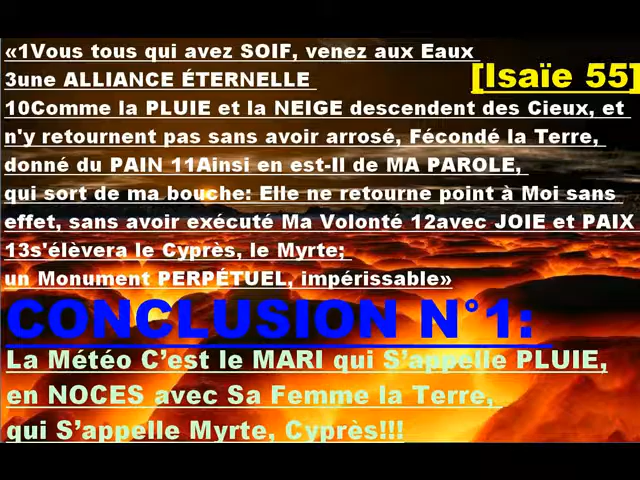 «1Vous tous qui avez SOIF, venez aux Eaux
3une ALLIANCE ÉTERNELLE [Isaïe 55]
10Comme la PLUIE et la NEIGE descendent des Cieux, et
n'y retournent pas sans avoir arrosé, Fécondé la Terre,
donné du PAIN 11Ainsi en est-Il de MA PAROLE,
qui sort de ma bouche: Elle ne retourne point à Moi sans
effet, sans avoir exécuté Ma Volonté 12avec JOIE et PAIX
13s'élèvera le Cyprès, le Myrte;
un Monument PERPÉTUEL, impérissable»
CONCLUSION N°1:
La Météo C'est le MARI qui S'appelle PLUIE,
en NOCES avec Sa Femme la Terre,
qui S'appelle Myrte, Cyprès!!!